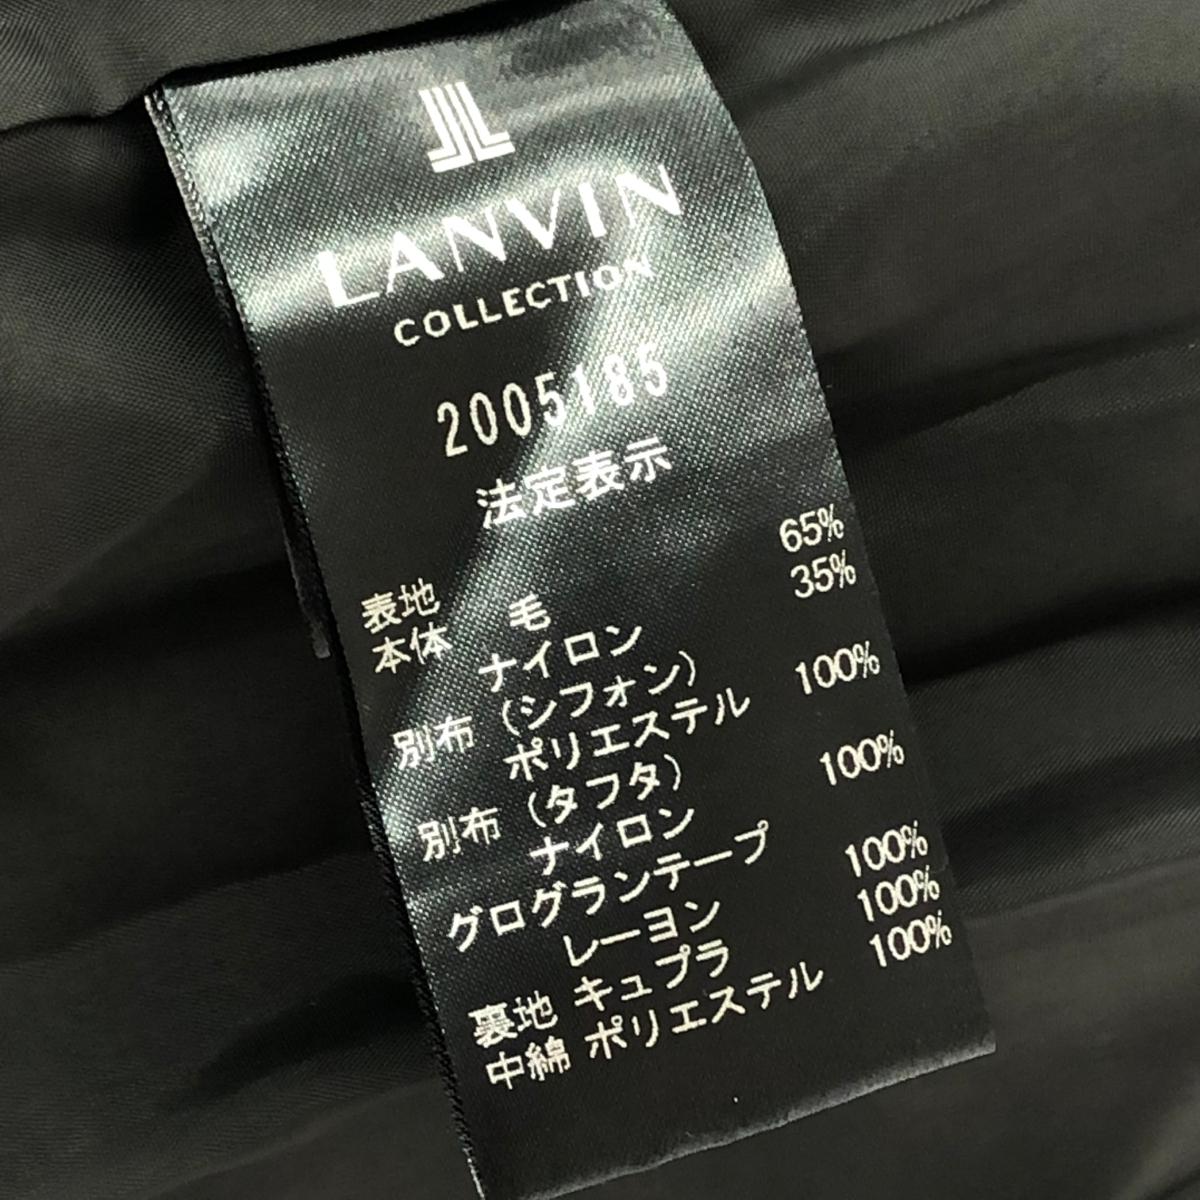 LANVIN
COLLECTION
2005185
法定表示
表地
本体 毛 65%
ナイロン 35%
別布 (シフォン)
ポリエステル 100%
別布 (タフタ)
ナイロン 100%
グログランテープ
レーヨン 100%
裏地 キュプラ 100%
中綿 ポリエステル 100%